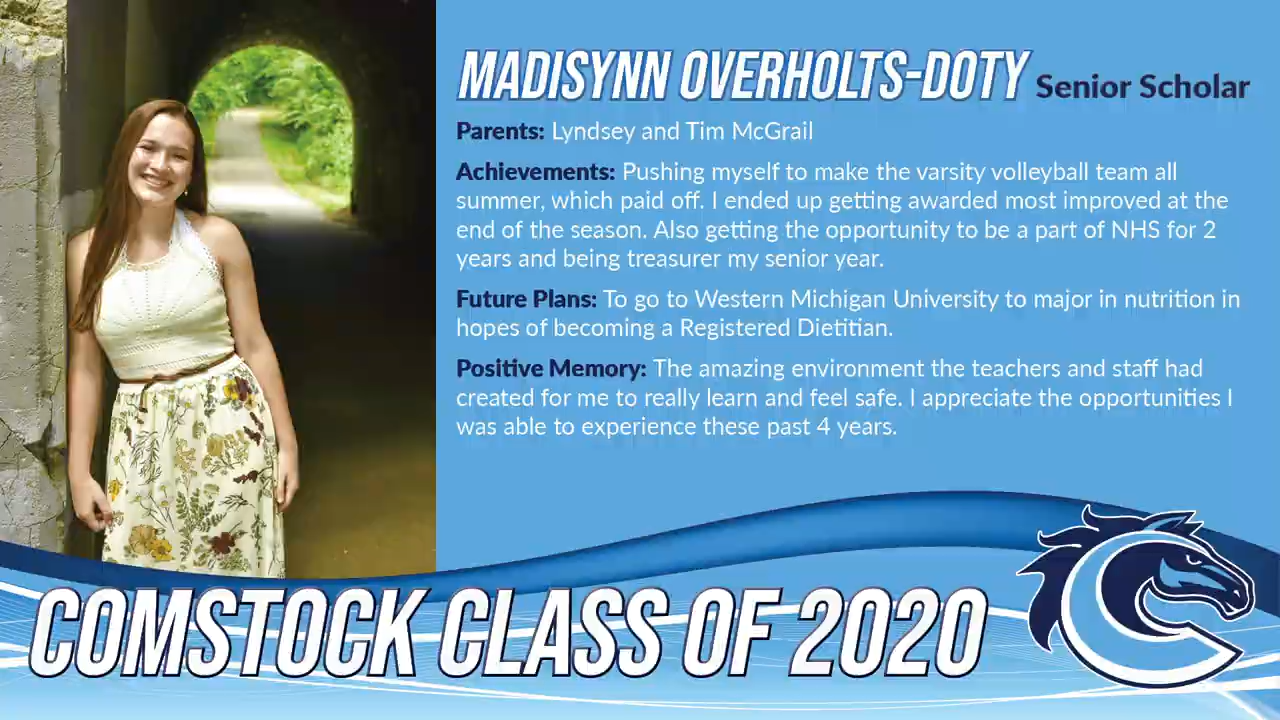 MADISYNN OVERHOLTS-DOTY Senior Scholar
Parents: Lyndsey and Tim McGrail
Achievements: Pushing myself to make the varsity volleyball team all
summer, which paid off. I ended up getting awarded most improved at the
end of the season. Also getting the opportunity to be a part of NHS for 2
years and being treasurer my senior year.
Future Plans: To go to Western Michigan University to major in nutrition in
hopes of becoming a Registered Dietitian.
Positive Memory: The amazing environment the teachers and staff had
created for me to really learn and feel safe. I appreciate the opportunities I
was able to experience these past 4 years.
COMSTOCK CLASS OF 2020